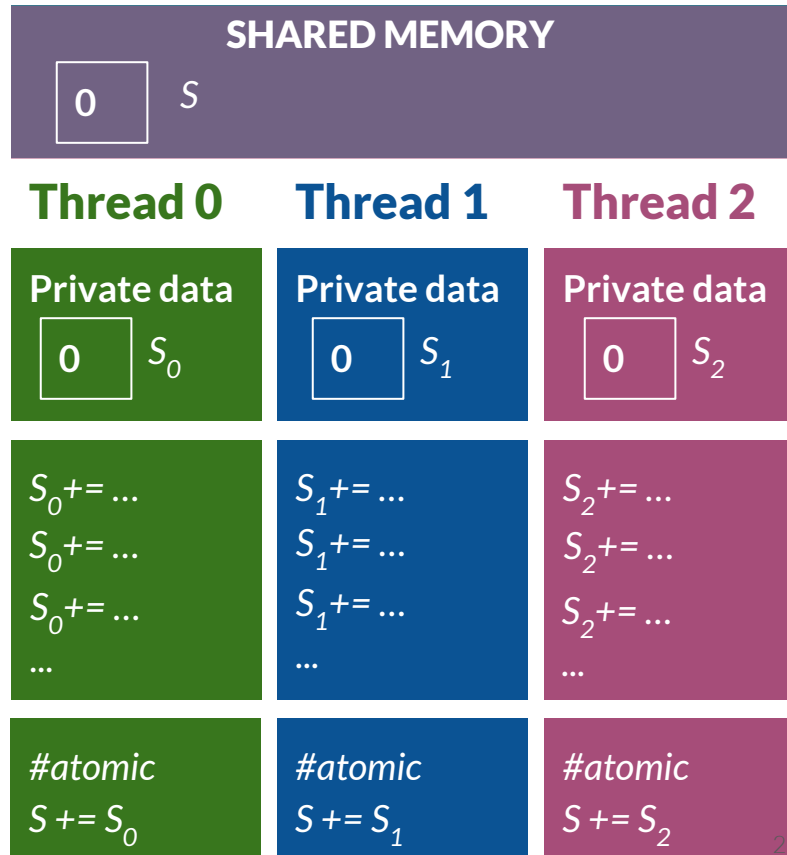 SHARED MEMORY
0 S
Thread 0 Thread 1 Thread 2
Private data Private data Private data
0 S₀ 0 S₁ 0 S₂
S₀+= ... S₁+= ... S₂+= ...
S₀+= ... S₁+= ... S₂+= ...
S₀+= ... S₁+= ... S₂+= ...
... ... ...
#atomic #atomic #atomic
S += S₀ S += S₁ S += S₂
2